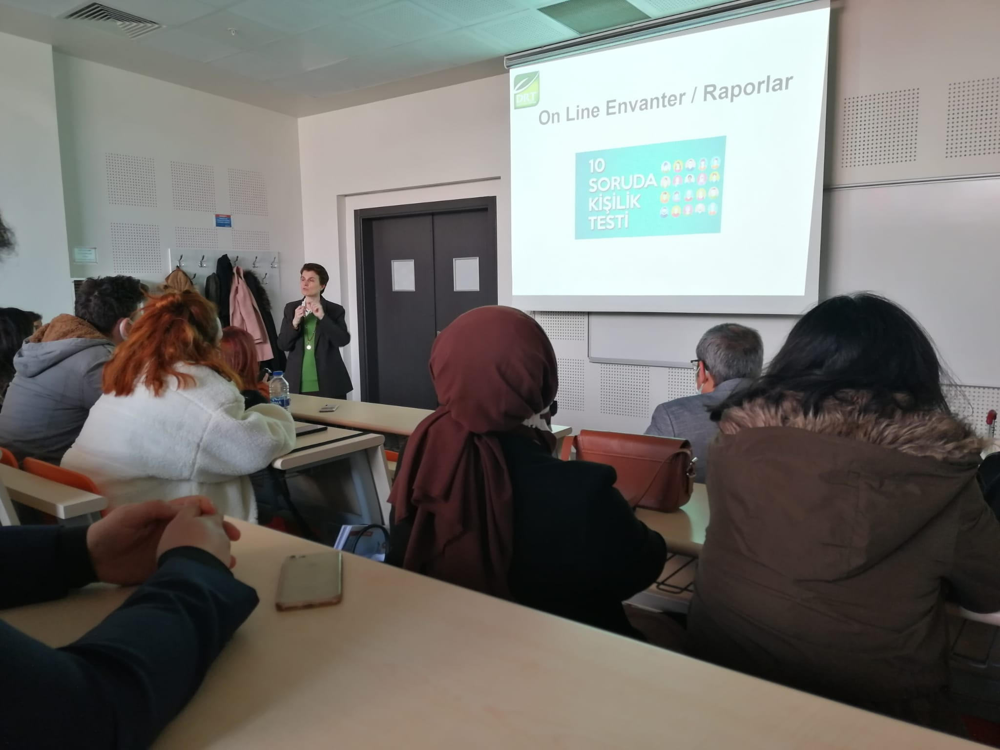 DRT
On Line Envanter / Raporlar
10
SORUDA
KİŞİLİK
TESTİ